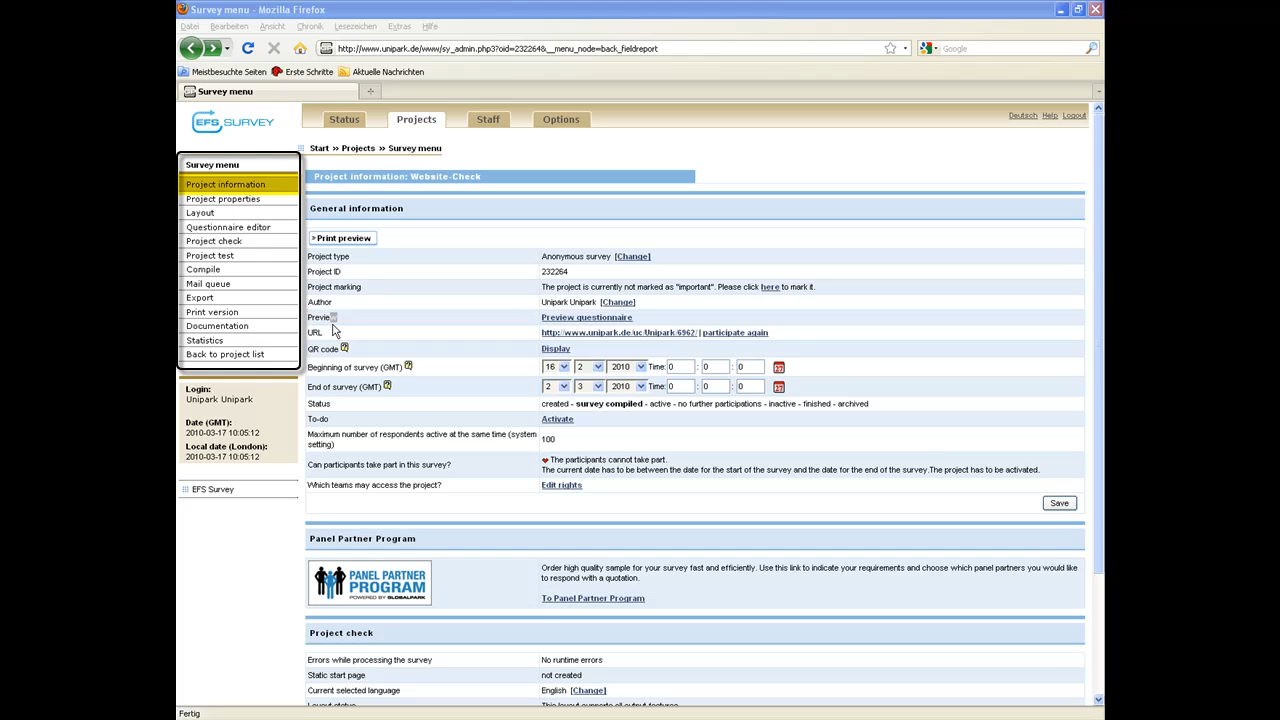 Survey menu - Mozilla Firefox
Datei Bearbeiten Ansicht Chronik Lesezeichen Extras Hilfe
http://www.unipark.de/www/sy_admin.php3?oid=232264&__menu_node=back_fieldreport
Google
Meistbesuchte Seiten Erste Schritte Aktuelle Nachrichten
Survey menu
EFS SURVEY
Status Projects Staff Options
Deutsch Help Logout
Start » Projects » Survey menu
Survey menu
Project information
Project properties
Layout
Questionnaire editor
Project check
Project test
Compile
Mail queue
Export
Print version
Documentation
Statistics
Back to project list
Login:
Unipark Unipark
Date (GMT):
2010-03-17 10:05:12
Local date (London):
2010-03-17 10:05:12
EFS Survey
Project information: Website-Check
General information
Print preview
Project type Anonymous survey [Change]
Project ID 232264
Project marking The project is currently not marked as "important". Please click here to mark it.
Author Unipark Unipark [Change]
Preview Preview questionnaire
URL http://www.unipark.de/uc/Unipark/6962/ | participate again
QR code Display
Beginning of survey (GMT) 16 2 2010 Time: 0 : 0 : 0
End of survey (GMT) 2 3 2010 Time: 0 : 0 : 0
Status created - survey compiled - active - no further participations - inactive - finished - archived
To-do Activate
Maximum number of respondents active at the same time (system setting) 100
Can participants take part in this survey? The participants cannot take part.
The current date has to be between the date for the start of the survey and the date for the end of the survey.The project has to be activated.
Which teams may access the project? Edit rights
Save
Panel Partner Program
PANEL PARTNER
PROGRAM
POWERED BY GLOBALPARK
Order high quality sample for your survey fast and efficiently. Use this link to indicate your requirements and choose which panel partners you would like
to respond with a quotation.
To Panel Partner Program
Project check
Errors while processing the survey No runtime errors
Static start page not created
Current selected language English [Change]
Layout status This layout supports all output features.
Fertig